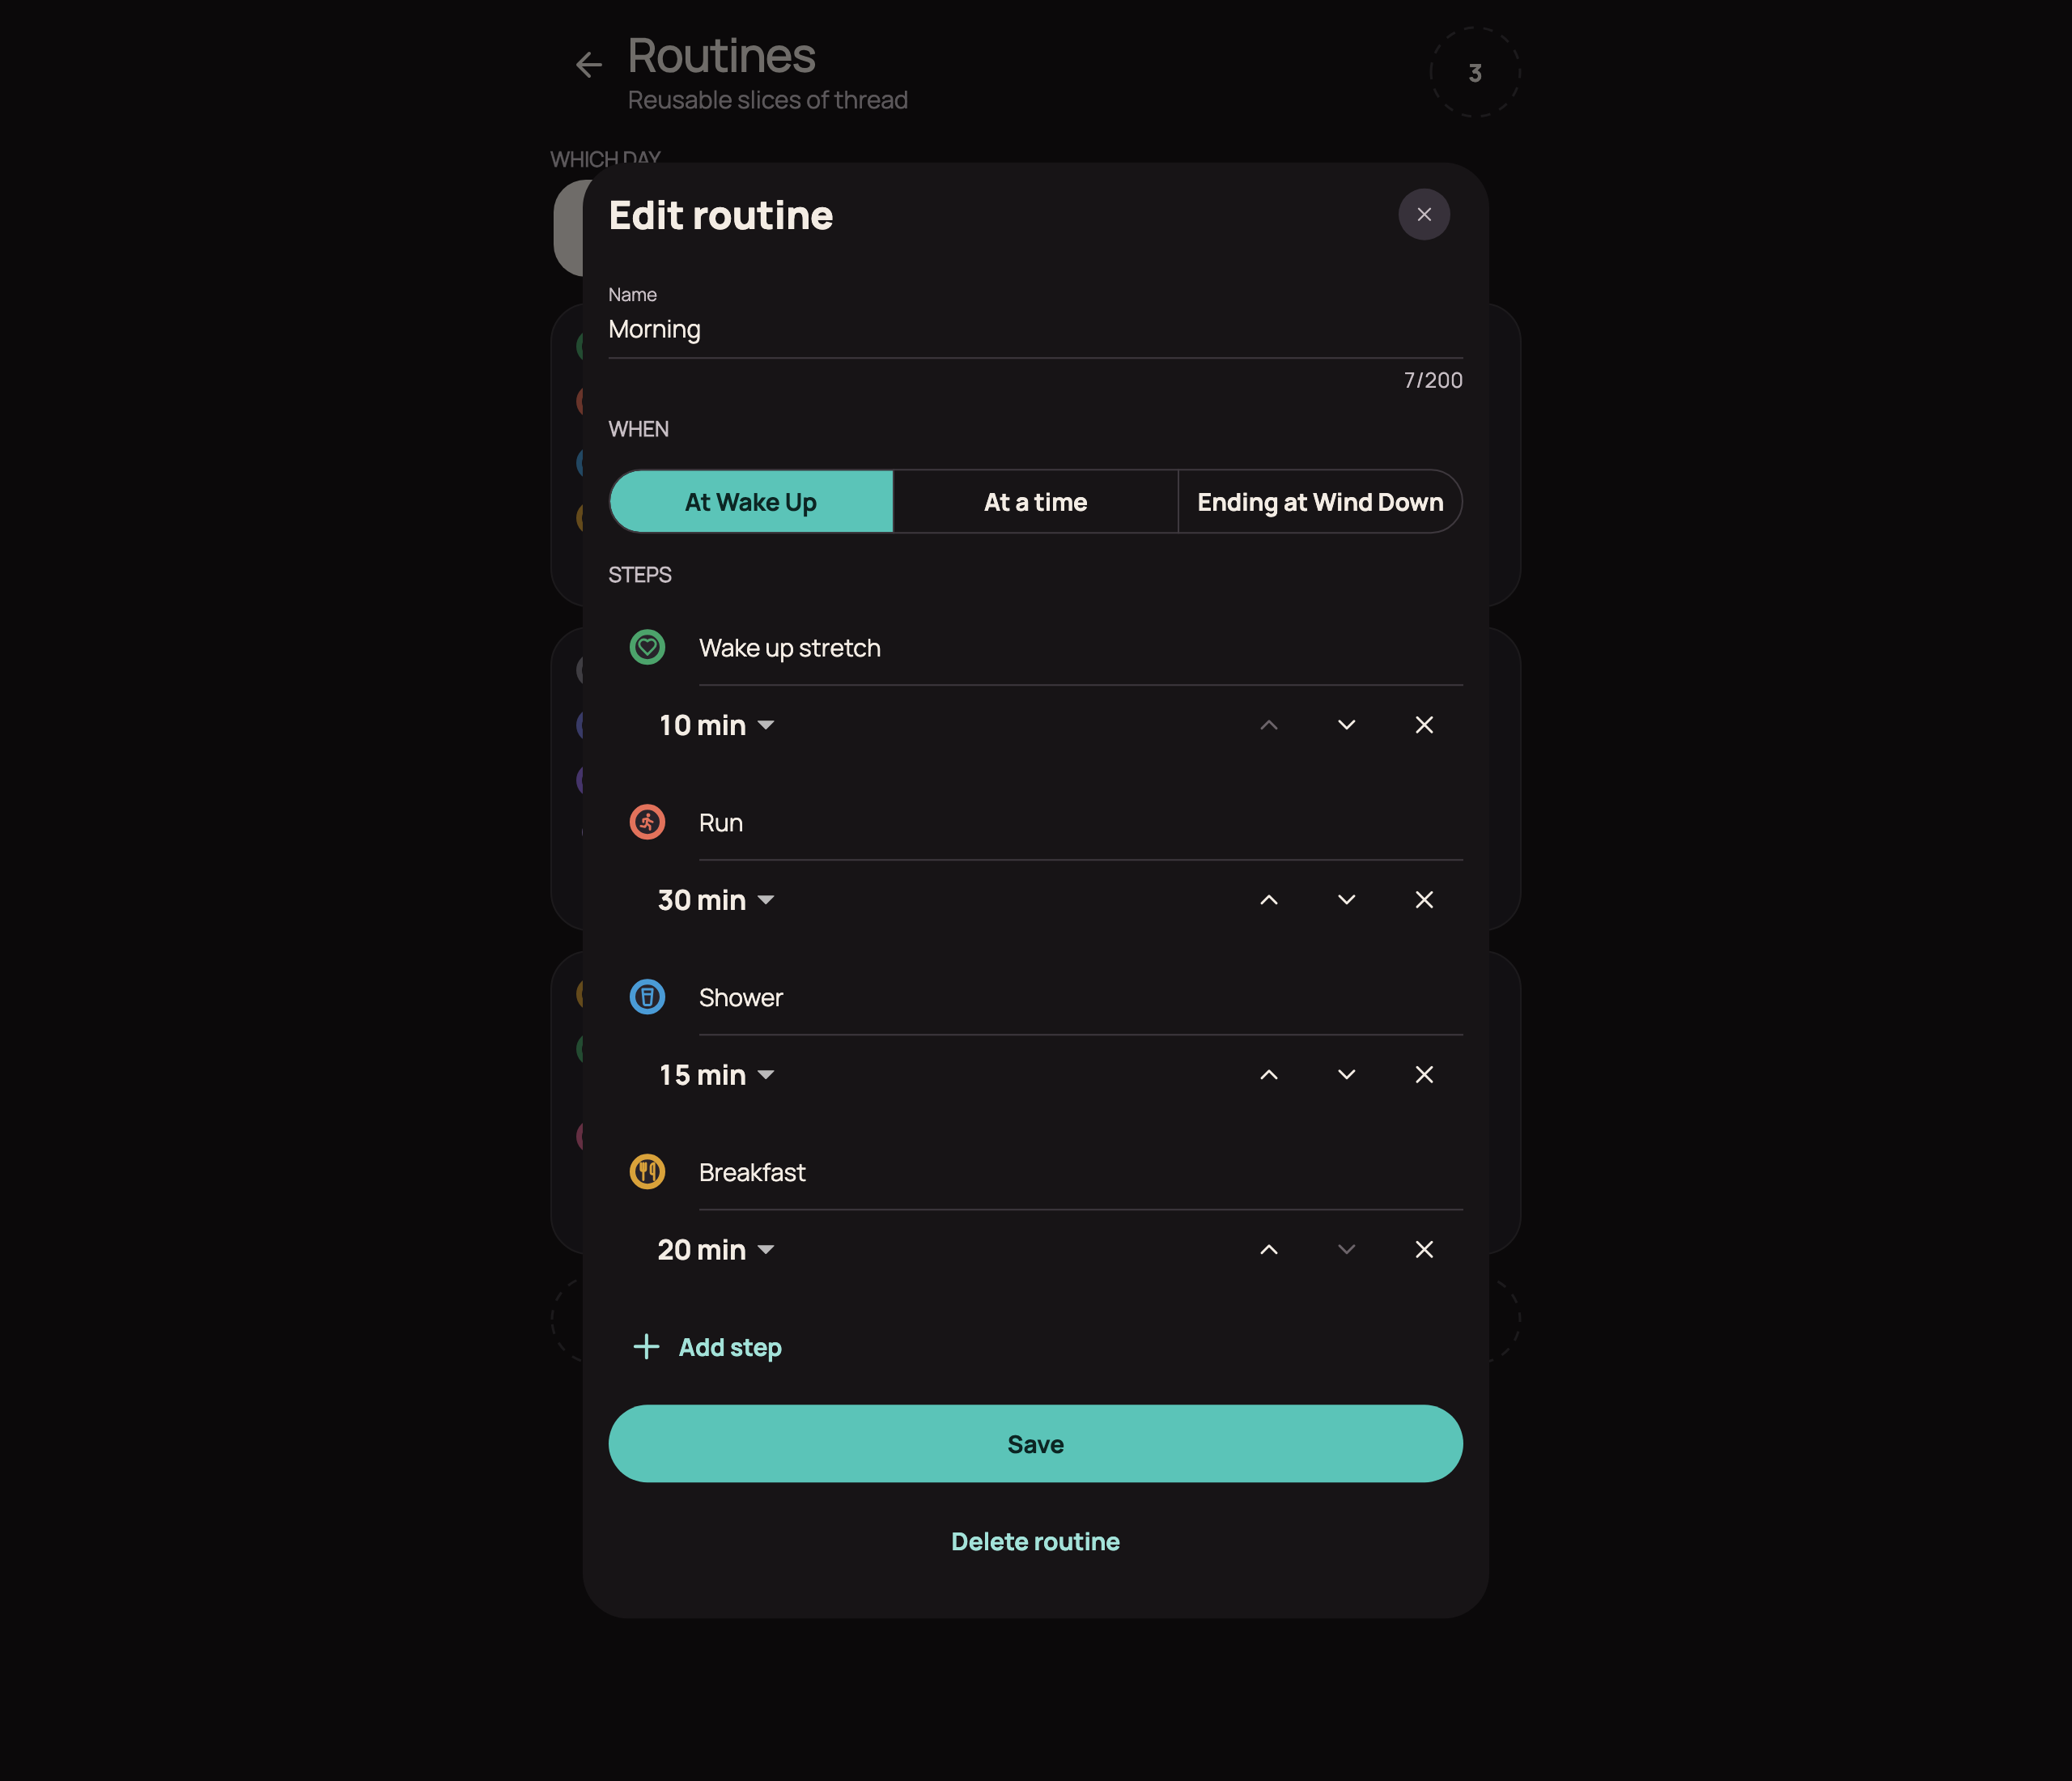 Routines
Reusable slices of thread
3
WHICH DAY
Edit routine
Name
Morning
7/200
WHEN
At Wake Up
At a time
Ending at Wind Down
STEPS
Wake up stretch
10 min
Run
30 min
Shower
15 min
Breakfast
20 min
Add step
Save
Delete routine